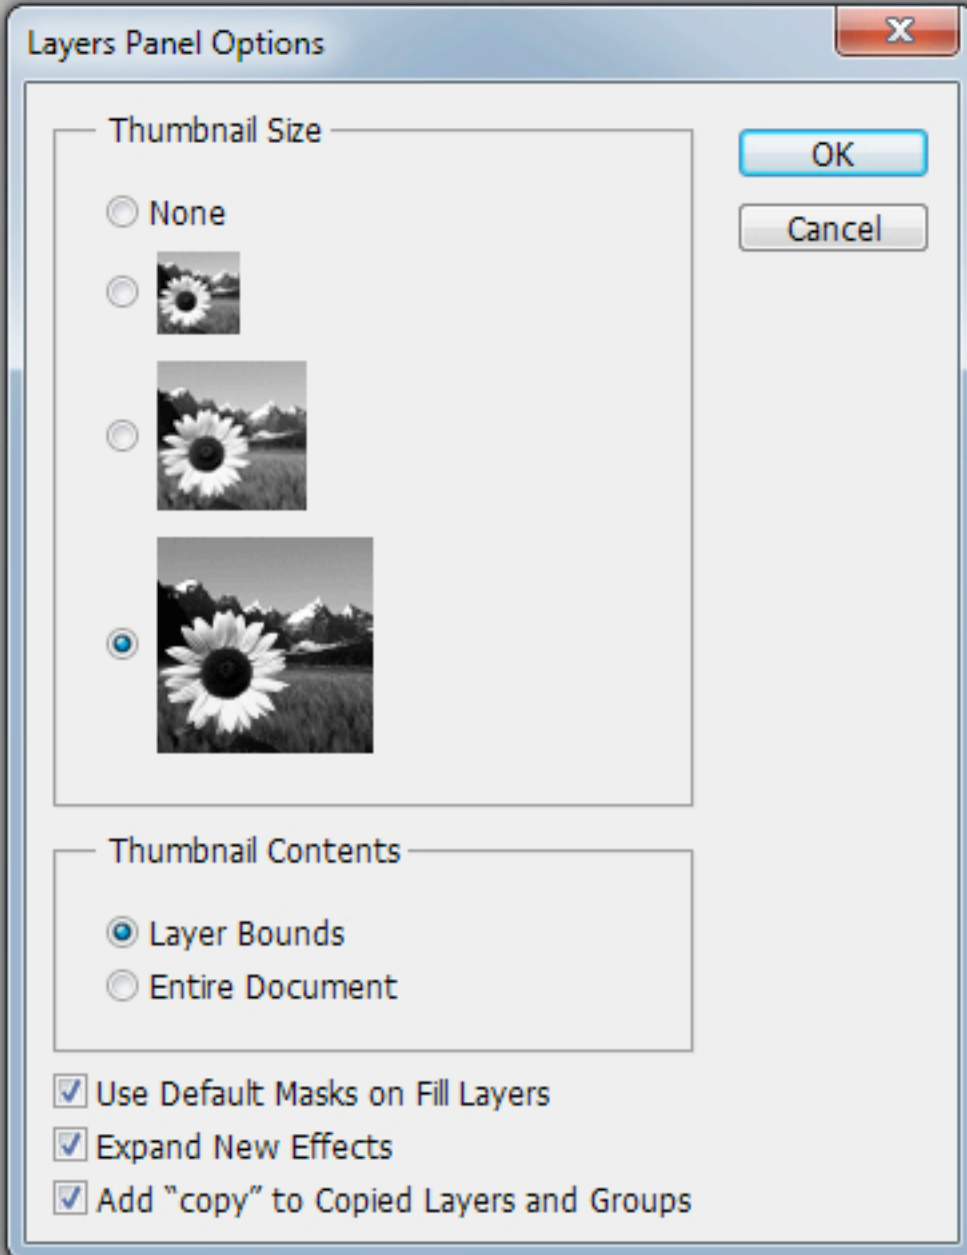 Layers Panel Options
Thumbnail Size
OK
None
Cancel
Thumbnail Contents
Layer Bounds
Entire Document
Use Default Masks on Fill Layers
Expand New Effects
Add “copy” to Copied Layers and Groups